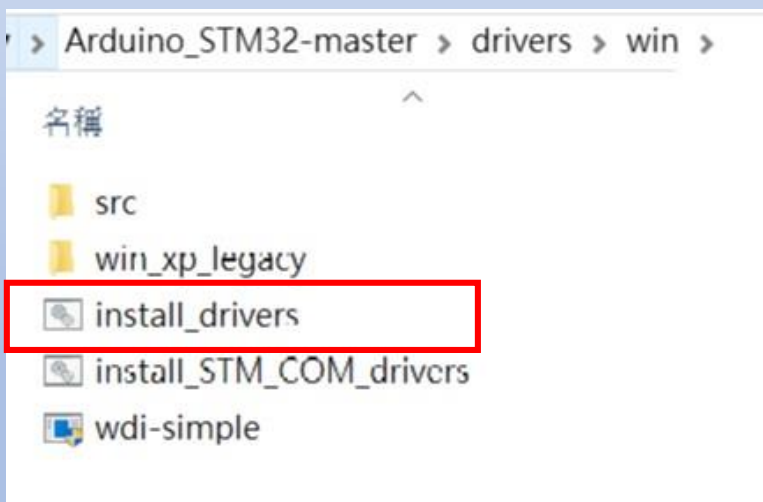 > Arduino_STM32-master > drivers > win >
名稱
src
win_xp_legacy
install_drivers
install_STM_COM_drivers
wdi-simple